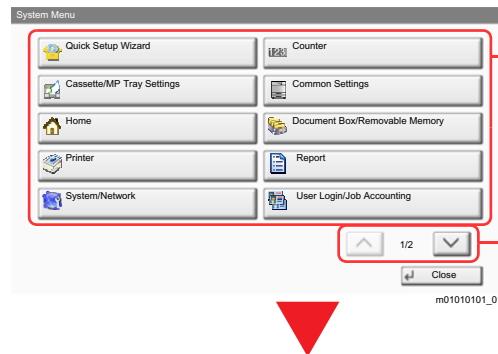 System Menu
Quick Setup Wizard
Counter
Cassette/MP Tray Settings
Common Settings
Home
Document Box/Removable Memory
Printer
Report
System/Network
User Login/Job Accounting
1/2
Close